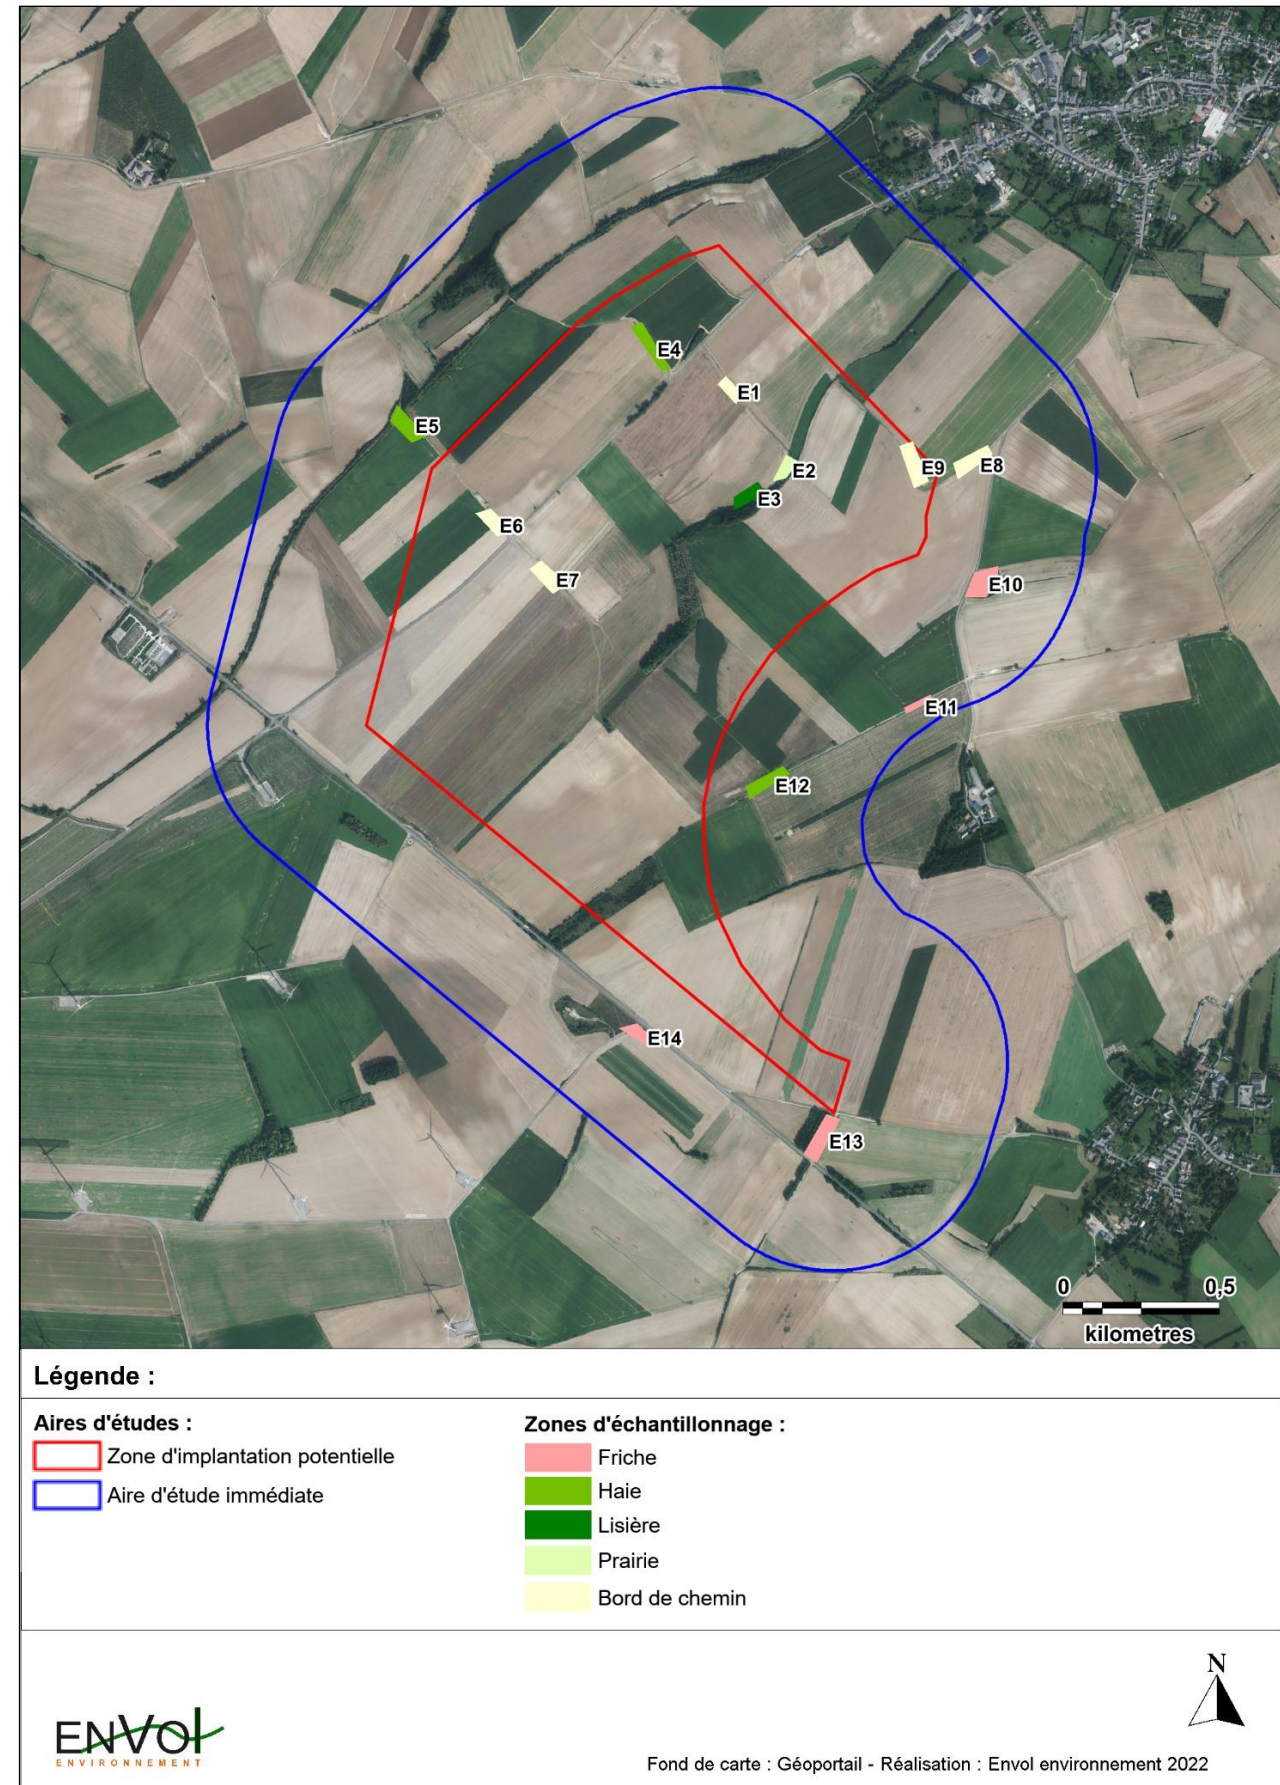 E4
E1
E5
E2
E9
E8
E3
E6
E7
E10
E11
E12
E14
E13
0 0,5
kilometres
Légende :
Aires d'études :
Zone d'implantation potentielle
Aire d'étude immédiate
Zones d'échantillonnage :
Friche
Haie
Lisière
Prairie
Bord de chemin
N
ENVOl
ENVIRONNEMENT
Fond de carte : Géoportail - Réalisation : Envol environnement 2022